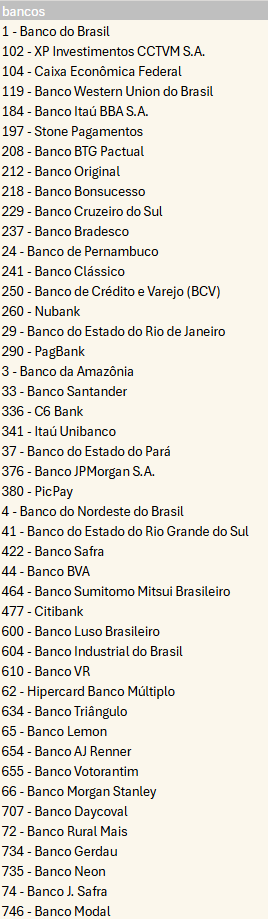 bancos
1 - Banco do Brasil
102 - XP Investimentos CCTVM S.A.
104 - Caixa Econômica Federal
119 - Banco Western Union do Brasil
184 - Banco Itaú BBA S.A.
197 - Stone Pagamentos
208 - Banco BTG Pactual
212 - Banco Original
218 - Banco Bonsucesso
229 - Banco Cruzeiro do Sul
237 - Banco Bradesco
24 - Banco de Pernambuco
241 - Banco Clássico
250 - Banco de Crédito e Varejo (BCV)
260 - Nubank
29 - Banco do Estado do Rio de Janeiro
290 - PagBank
3 - Banco da Amazônia
33 - Banco Santander
336 - C6 Bank
341 - Itaú Unibanco
37 - Banco do Estado do Pará
376 - Banco JPMorgan S.A.
380 - PicPay
4 - Banco do Nordeste do Brasil
41 - Banco do Estado do Rio Grande do Sul
422 - Banco Safra
44 - Banco BVA
464 - Banco Sumitomo Mitsui Brasileiro
477 - Citibank
600 - Banco Luso Brasileiro
604 - Banco Industrial do Brasil
610 - Banco VR
62 - Hipercard Banco Múltiplo
634 - Banco Triângulo
65 - Banco Lemon
654 - Banco AJ Renner
655 - Banco Votorantim
66 - Banco Morgan Stanley
707 - Banco Daycoval
72 - Banco Rural Mais
734 - Banco Gerdau
735 - Banco Neon
74 - Banco J. Safra
746 - Banco Modal